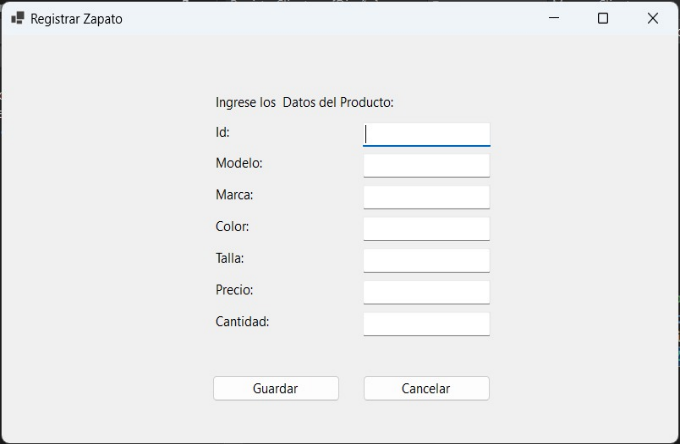 Registrar Zapato
Ingrese los  Datos del Producto:
Id:
Modelo:
Marca:
Color:
Talla:
Precio:
Cantidad:
Guardar
Cancelar